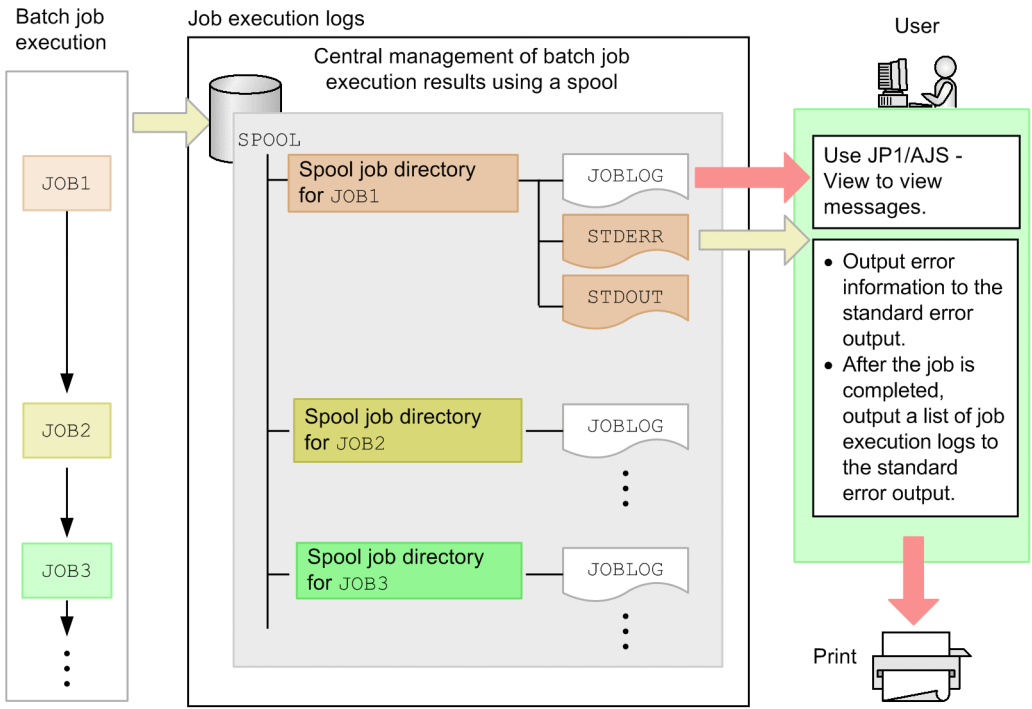 Batch job
execution
JOB1
JOB2
JOB3
Job execution logs
Central management of batch job
execution results using a spool
SPOOL
Spool job directory
for JOB1
JOBLOG
STDERR
STDOUT
Spool job directory
for JOB2
JOBLOG
Spool job directory
for JOB3
JOBLOG
User
Use JP1/AJS -
View to view
messages.
• Output error
information to the
standard error
output.
• After the job is
completed,
output a list of job
execution logs to
the standard
error output.
Print